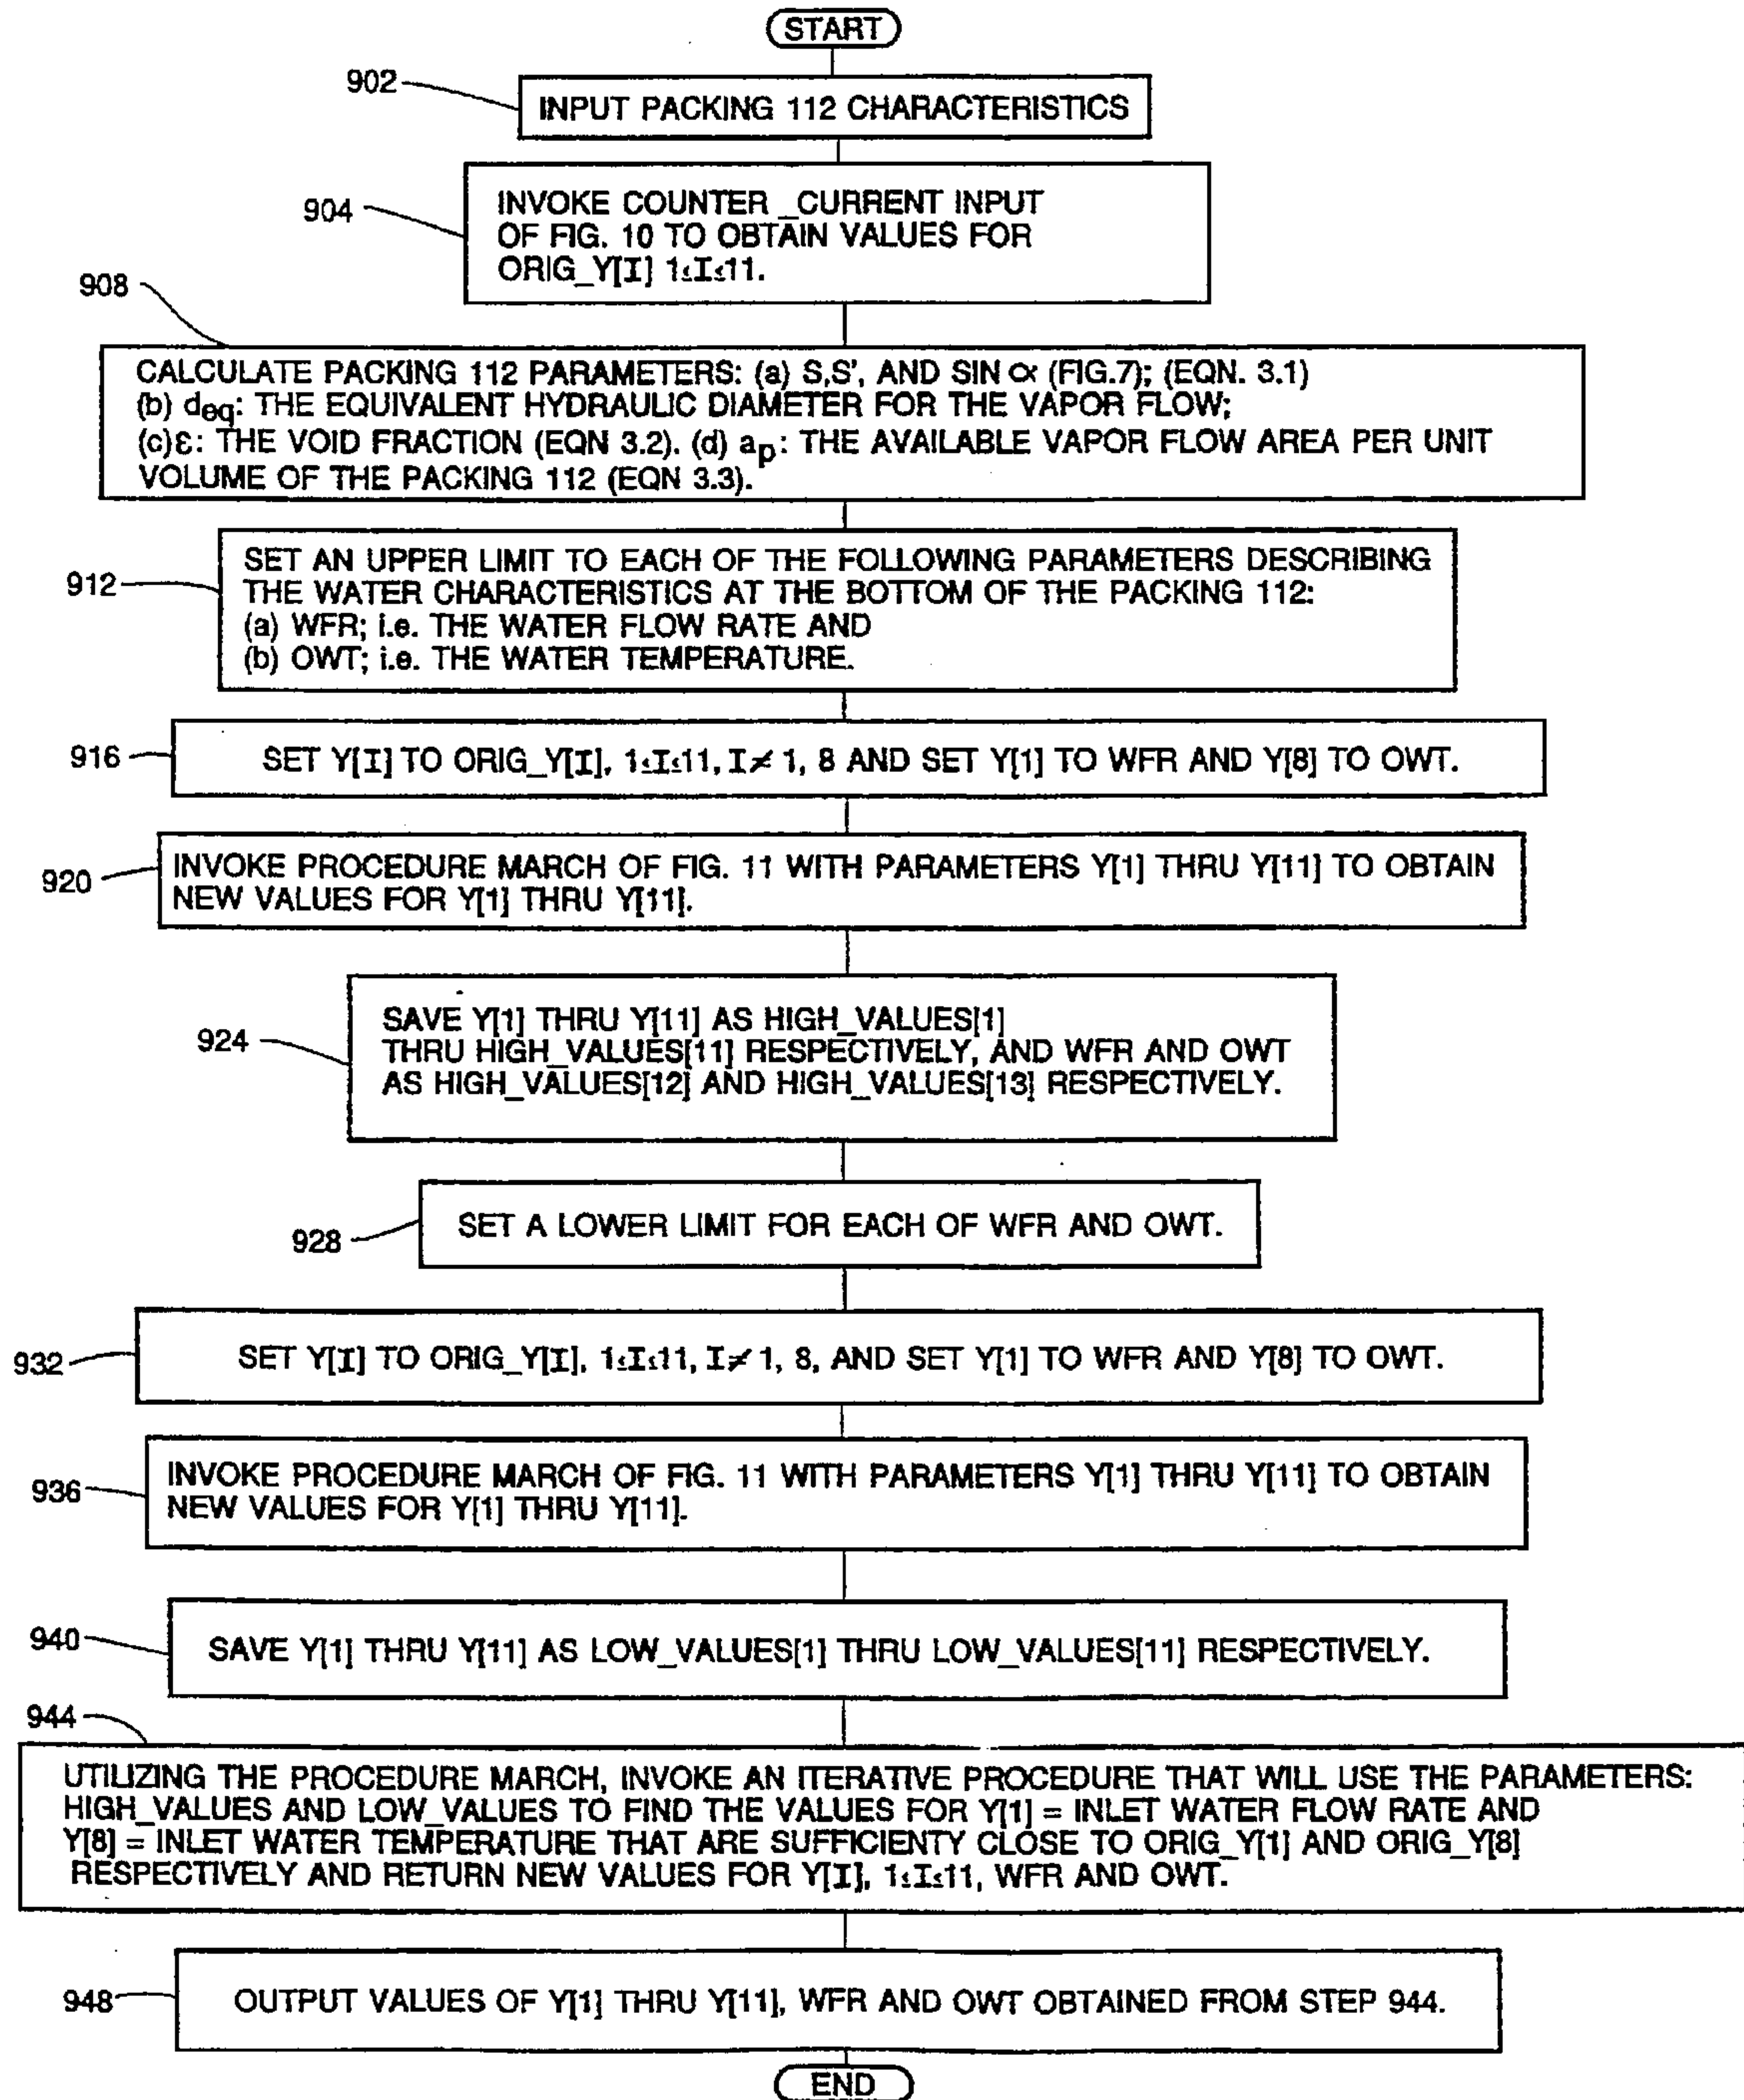 START
902
INPUT PACKING 112 CHARACTERISTICS
904
INVOKE COUNTER_CURRENT INPUT
OF FIG. 10 TO OBTAIN VALUES FOR
ORIG_Y[I] 1≤I≤11.
908
CALCULATE PACKING 112 PARAMETERS: (a) S,S', AND SIN ∝ (FIG.7); (EQN. 3.1)
(b) deq: THE EQUIVALENT HYDRAULIC DIAMETER FOR THE VAPOR FLOW;
(c)ε: THE VOID FRACTION (EQN 3.2). (d) ap: THE AVAILABLE VAPOR FLOW AREA PER UNIT
VOLUME OF THE PACKING 112 (EQN 3.3).
912
SET AN UPPER LIMIT TO EACH OF THE FOLLOWING PARAMETERS DESCRIBING
THE WATER CHARACTERISTICS AT THE BOTTOM OF THE PACKING 112:
(a) WFR; i.e. THE WATER FLOW RATE AND
(b) OWT; i.e. THE WATER TEMPERATURE.
916
SET Y[I] TO ORIG_Y[I], 1≤I≤11, I≠ 1, 8 AND SET Y[1] TO WFR AND Y[8] TO OWT.
920
INVOKE PROCEDURE MARCH OF FIG. 11 WITH PARAMETERS Y[1] THRU Y[11] TO OBTAIN
NEW VALUES FOR Y[1] THRU Y[11].
924
SAVE Y[1] THRU Y[11] AS HIGH_VALUES[1]
THRU HIGH_VALUES[11] RESPECTIVELY, AND WFR AND OWT
AS HIGH_VALUES[12] AND HIGH_VALUES[13] RESPECTIVELY.
928
SET A LOWER LIMIT FOR EACH OF WFR AND OWT.
932
SET Y[I] TO ORIG_Y[I], 1≤I≤11, I≠ 1, 8, AND SET Y[1] TO WFR AND Y[8] TO OWT.
936
INVOKE PROCEDURE MARCH OF FIG. 11 WITH PARAMETERS Y[1] THRU Y[11] TO OBTAIN
NEW VALUES FOR Y[1] THRU Y[11].
940
SAVE Y[1] THRU Y[11] AS LOW_VALUES[1] THRU LOW_VALUES[11] RESPECTIVELY.
944
UTILIZING THE PROCEDURE MARCH, INVOKE AN ITERATIVE PROCEDURE THAT WILL USE THE PARAMETERS:
HIGH_VALUES AND LOW_VALUES TO FIND THE VALUES FOR Y[1] = INLET WATER FLOW RATE AND
Y[8] = INLET WATER TEMPERATURE THAT ARE SUFFICIENTY CLOSE TO ORIG_Y[1] AND ORIG_Y[8]
RESPECTIVELY AND RETURN NEW VALUES FOR Y[I], 1≤I≤11, WFR AND OWT.
948
OUTPUT VALUES OF Y[1] THRU Y[11], WFR AND OWT OBTAINED FROM STEP 944.
END